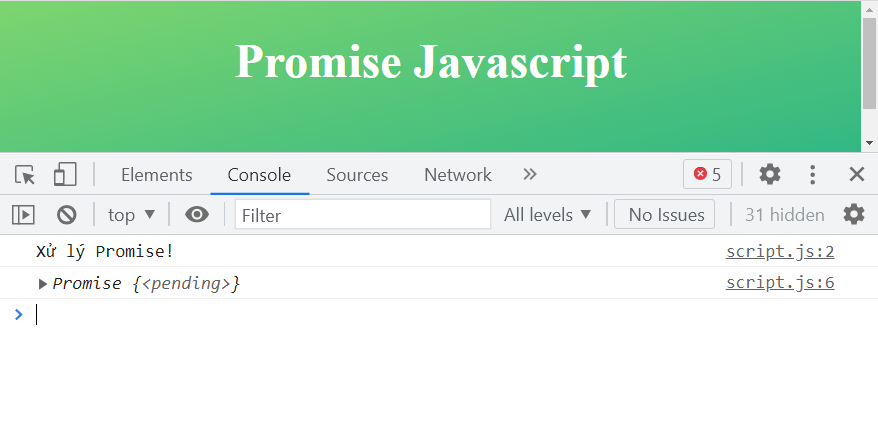 Promise Javascript
Elements Console Sources Network » 5
top ▼ Filter All levels ▼ No Issues 31 hidden
Xử lý Promise! script.js:2
▶ Promise {<pending>} script.js:6
>